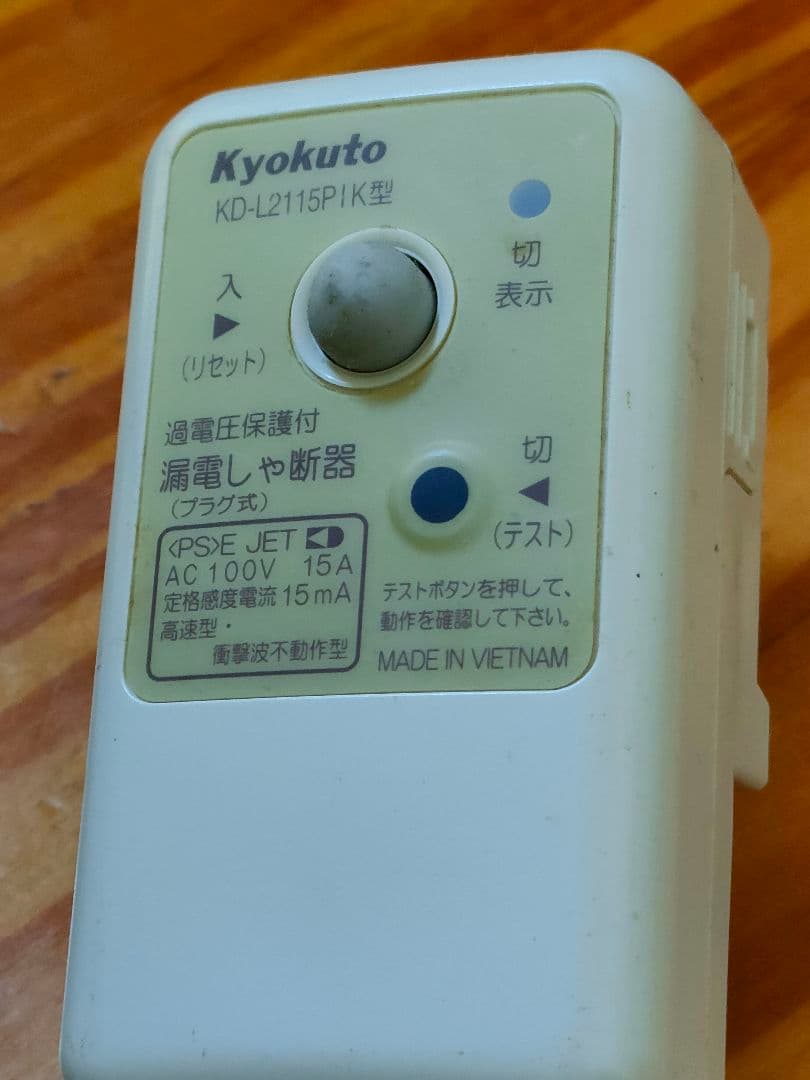 Kyokuto
KD-L2115PIK型
切
表示
入
▶
(リセット)
過電圧保護付
漏電しゃ断器
(プラグ式)
切
◀
(テスト)
<PS>E JET
AC 100V 15A
定格感度電流 15mA
高速型・
衝撃波不動作型
テストボタンを押して、
動作を確認して下さい。
MADE IN VIETNAM